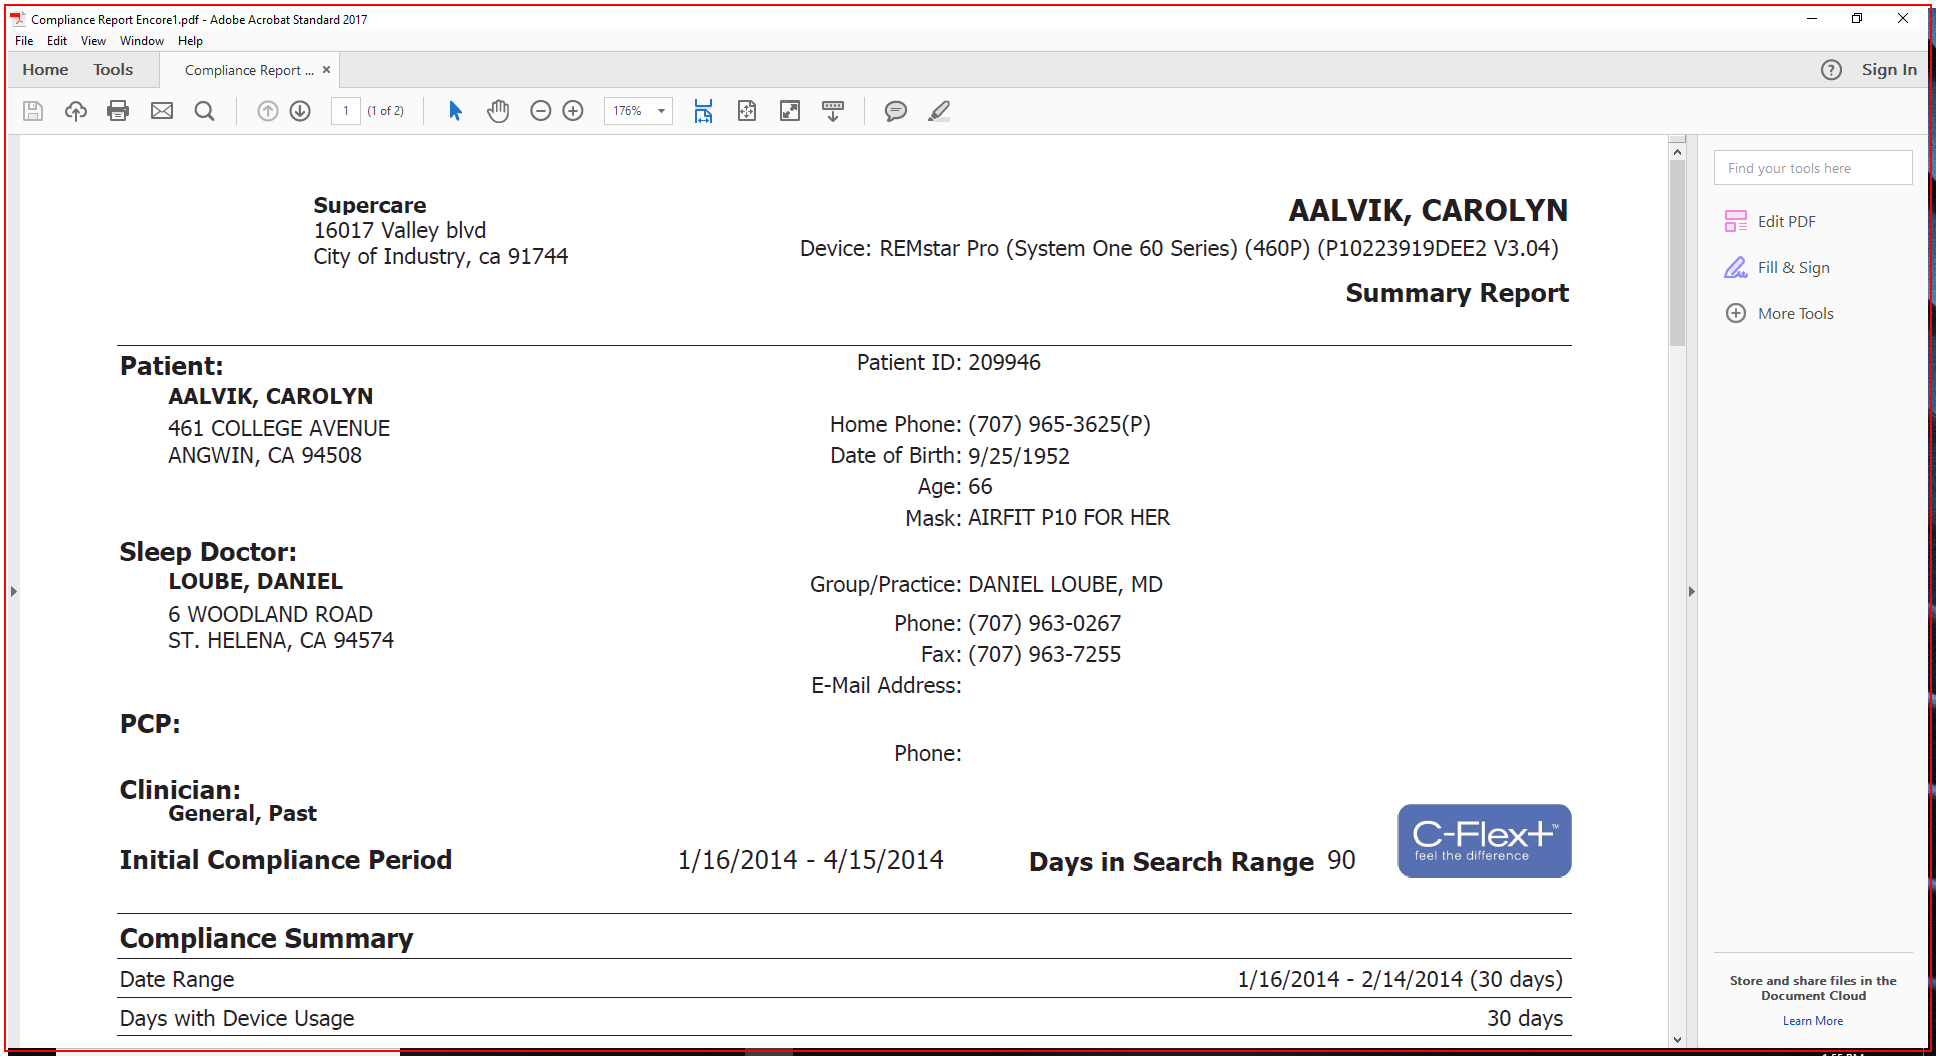 Compliance Report Encore1.pdf - Adobe Acrobat Standard 2017
File Edit View Window Help
Home Tools Compliance Report ... × ? Sign In
1 (1 of 2) 176%
Find your tools here
Edit PDF
Fill & Sign
More Tools
Supercare
16017 Valley blvd
City of Industry, ca 91744
AALVIK, CAROLYN
Device: REMstar Pro (System One 60 Series) (460P) (P10223919DEE2 V3.04)
Summary Report
Patient:
AALVIK, CAROLYN
461 COLLEGE AVENUE
ANGWIN, CA 94508
Patient ID: 209946
Home Phone: (707) 965-3625(P)
Date of Birth: 9/25/1952
Age: 66
Mask: AIRFIT P10 FOR HER
Sleep Doctor:
LOUBE, DANIEL
6 WOODLAND ROAD
ST. HELENA, CA 94574
Group/Practice: DANIEL LOUBE, MD
Phone: (707) 963-0267
Fax: (707) 963-7255
E-Mail Address:
PCP:
Phone:
Clinician:
General, Past
Initial Compliance Period 1/16/2014 - 4/15/2014 Days in Search Range 90
C-Flex+™
feel the difference
Compliance Summary
Date Range 1/16/2014 - 2/14/2014 (30 days)
Days with Device Usage 30 days
Store and share files in the
Document Cloud
Learn More